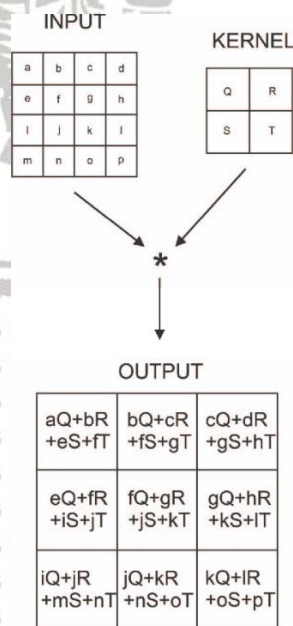 INPUT
KERNEL
a b c d
e f g h
I j k l
m n o p
Q R
S T
*
OUTPUT
aQ+bR bQ+cR cQ+dR
+eS+fT +fS+gT +gS+hT
eQ+fR fQ+gR gQ+hR
+iS+jT +jS+kT +kS+lT
iQ+jR jQ+kR kQ+lR
+mS+nT +nS+oT +oS+pT